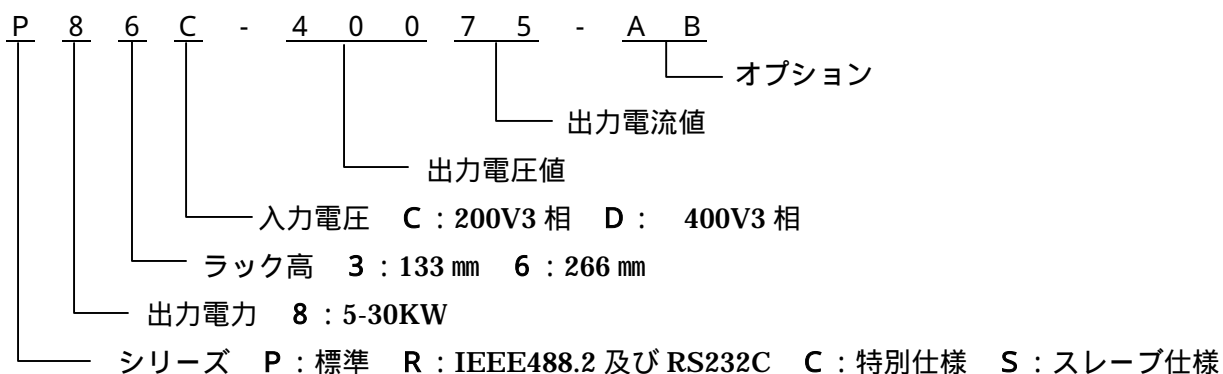 P 8 6 C - 4 0 0 7 5 - A B
オプション
出力電流値
出力電圧値
入力電圧 C：200V3 相 D： 400V3 相
ラック高 3：133 ㎜ 6：266 ㎜
出力電力 8：5-30KW
シリーズ P：標準 R：IEEE488.2 及び RS232C C：特別仕様 S：スレーブ仕様